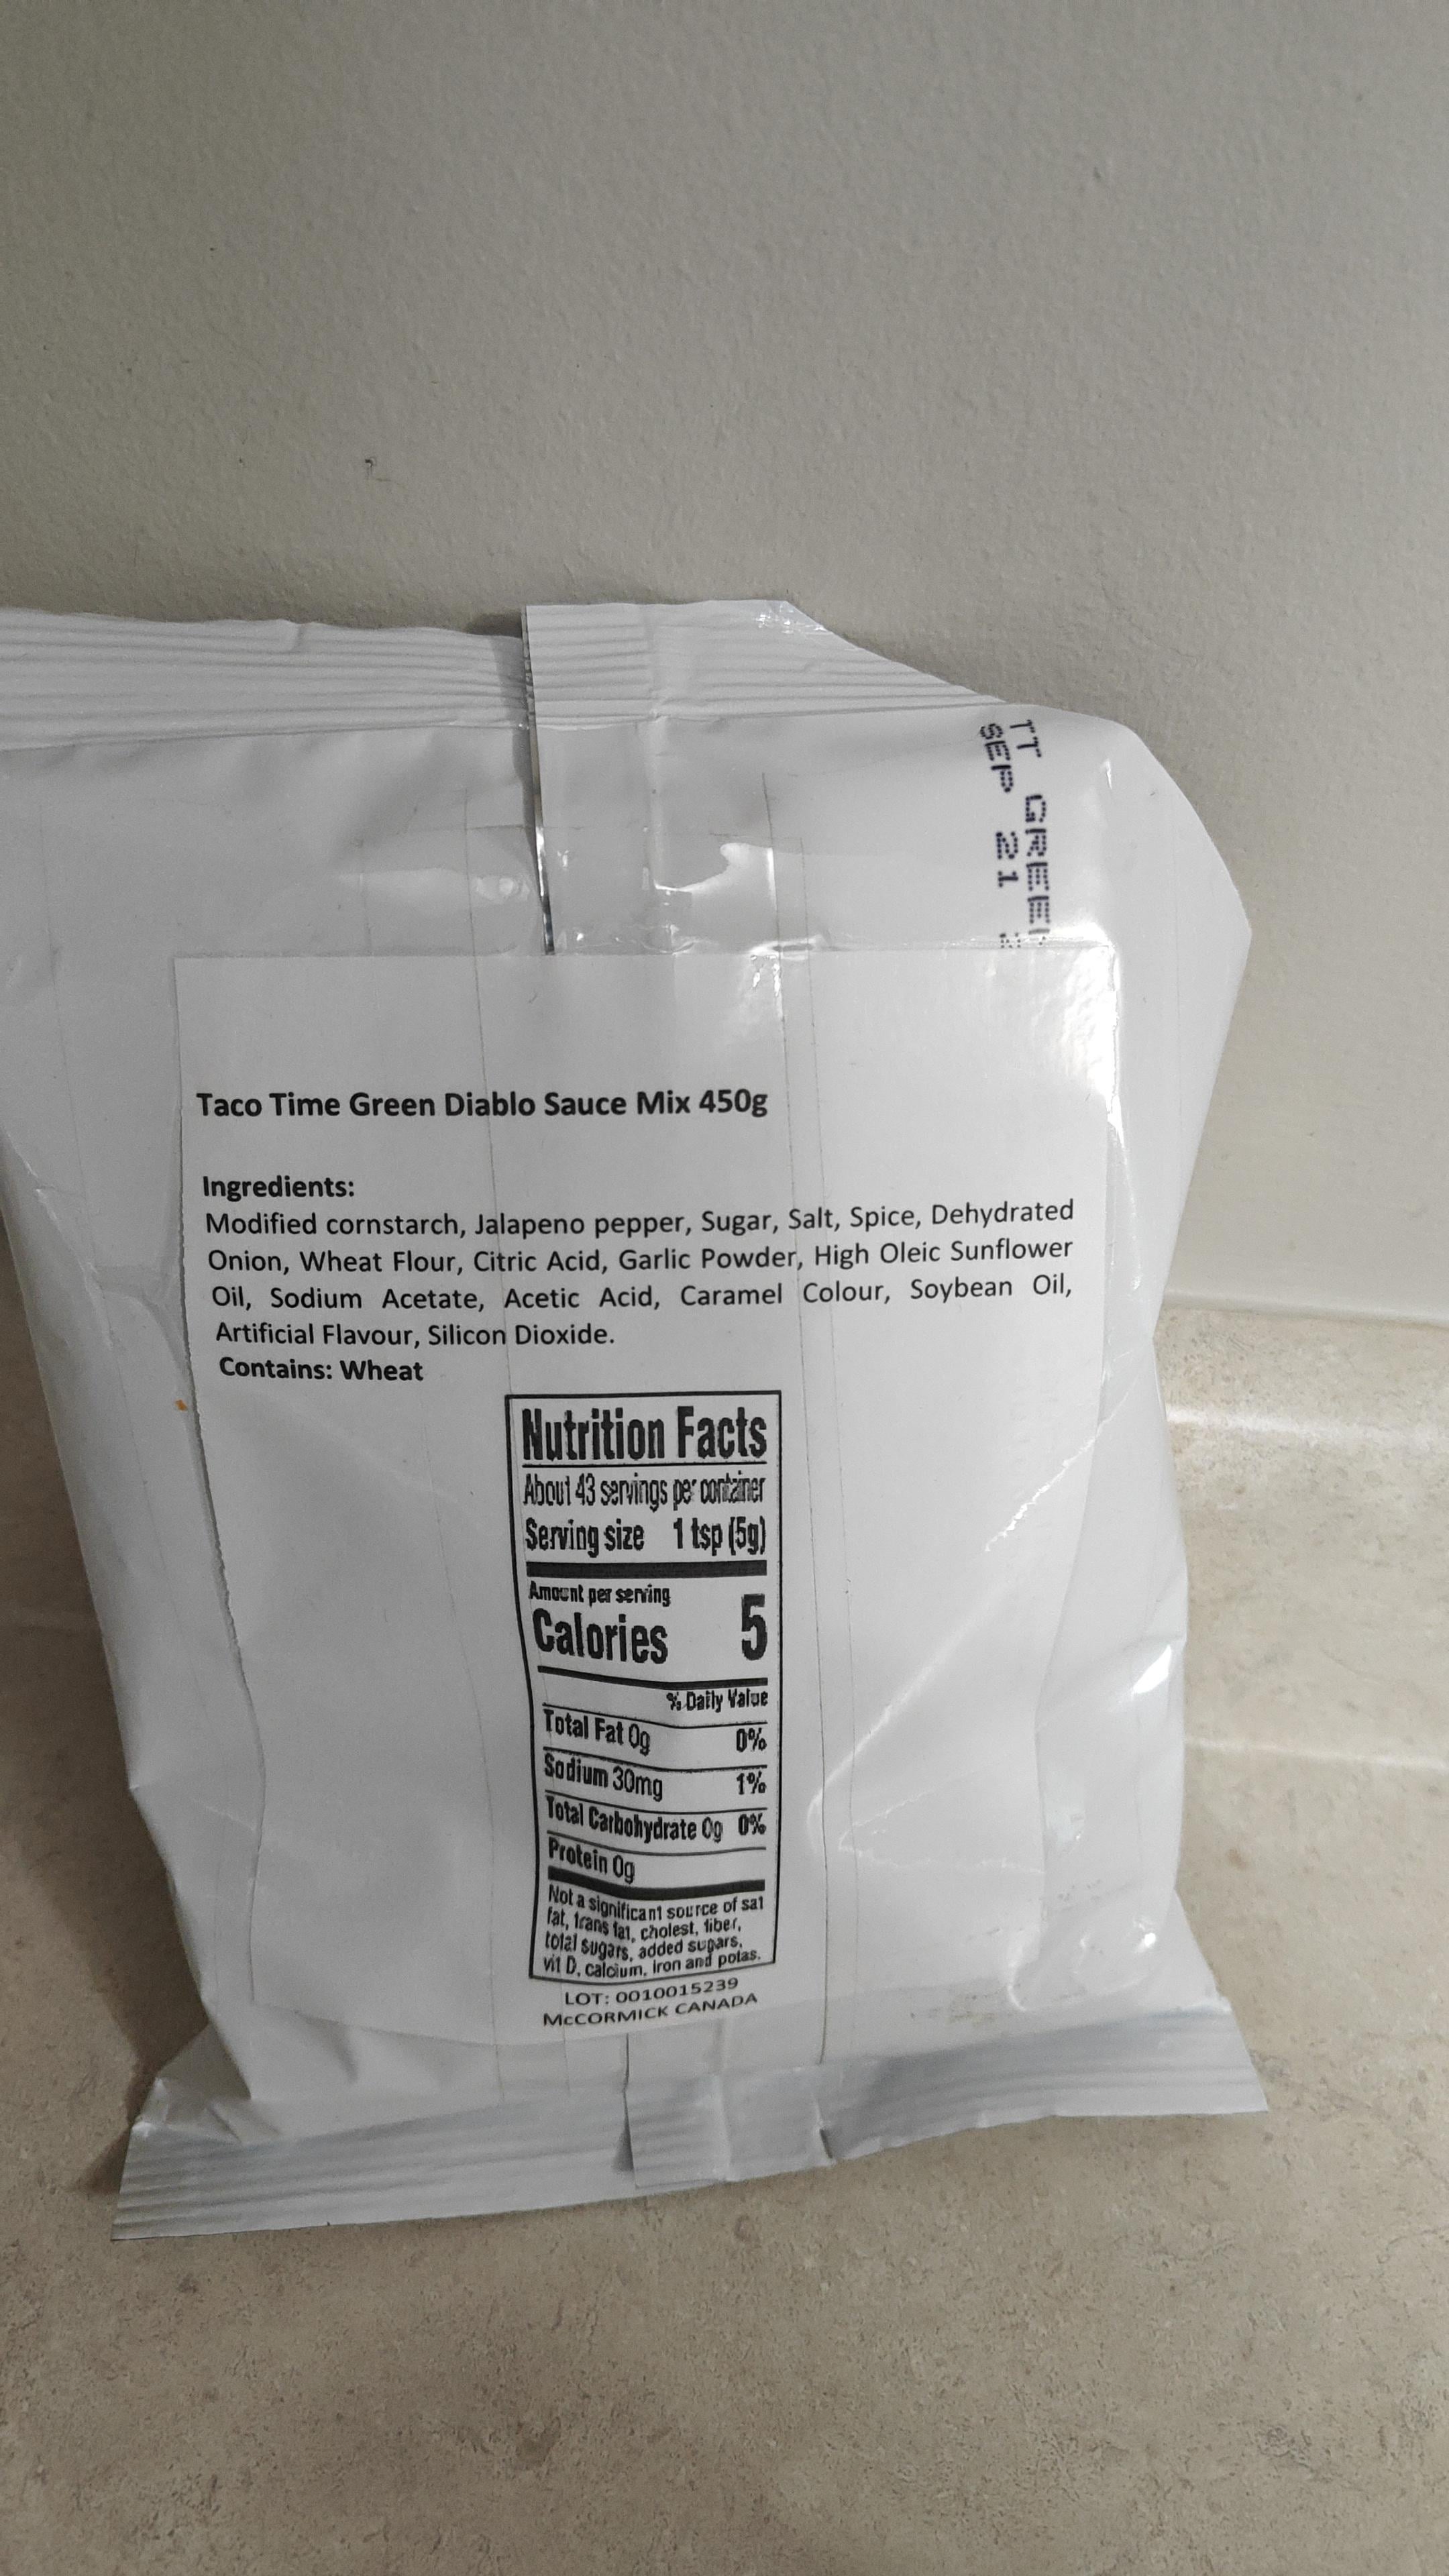 TT GREEN
SEP 21
Taco Time Green Diablo Sauce Mix 450g
Ingredients:
Modified cornstarch, Jalapeno pepper, Sugar, Salt, Spice, Dehydrated
Onion, Wheat Flour, Citric Acid, Garlic Powder, High Oleic Sunflower
Oil, Sodium Acetate, Acetic Acid, Caramel Colour, Soybean Oil,
Artificial Flavour, Silicon Dioxide.
Contains: Wheat
Nutrition Facts
About 43 servings per container
Serving size 1 tsp (5g)
Amount per serving
Calories 5
% Daily Value
Total Fat 0g 0%
Sodium 30mg 1%
Total Carbohydrate 0g 0%
Protein 0g
Not a significant source of sat
fat, trans fat, cholest, fiber,
total sugars, added sugars,
vit D, calcium, iron and potas.
LOT: 0010015239
McCORMICK CANADA